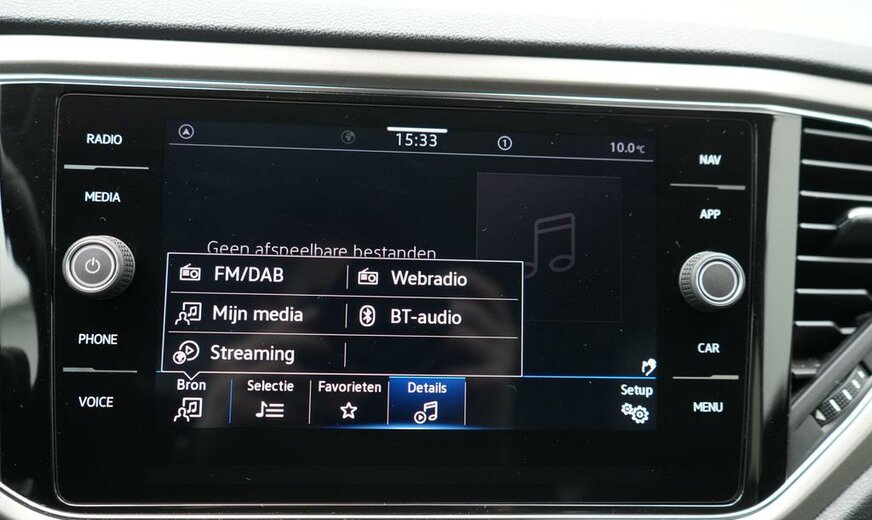 RADIO
MEDIA
PHONE
VOICE
15:33
1
10.0°C
Geen afspeelbare bestanden
FM/DAB
Webradio
Mijn media
BT-audio
Streaming
Bron
Selectie
Favorieten
Details
Setup
NAV
APP
CAR
MENU